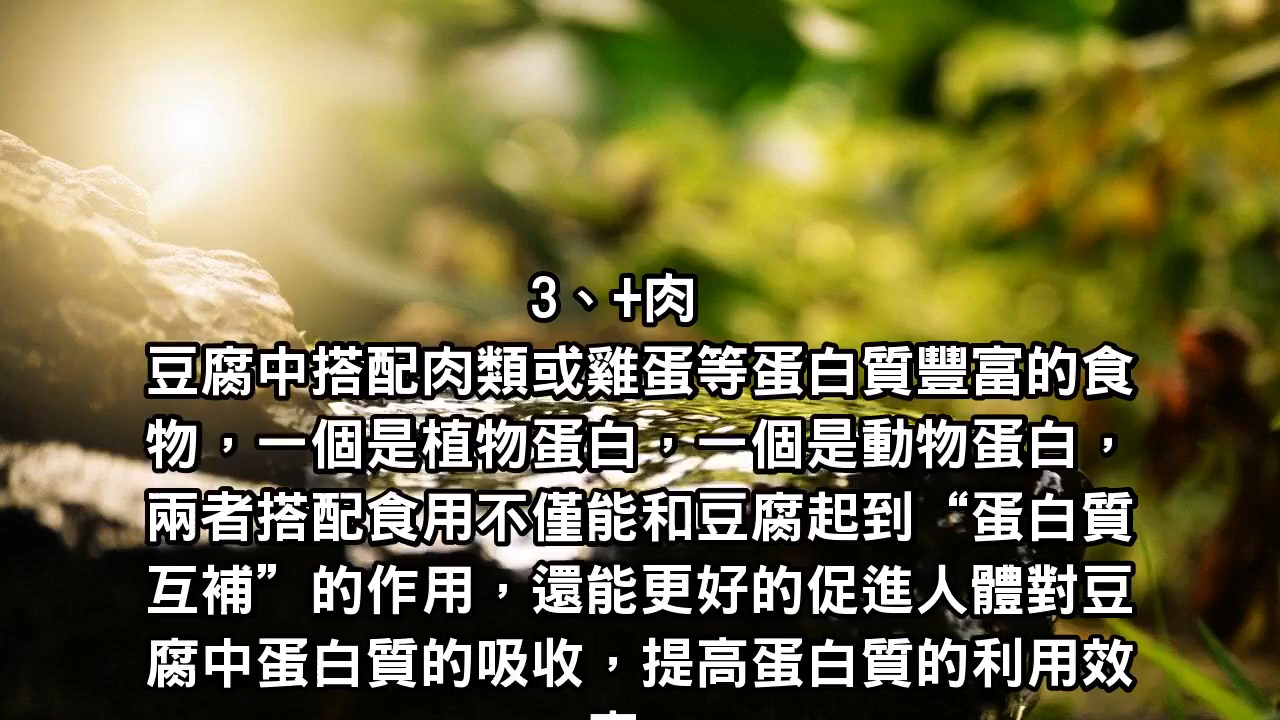 3、+肉
豆腐中搭配肉類或雞蛋等蛋白質豐富的食
物，一個是植物蛋白，一個是動物蛋白，
兩者搭配食用不僅能和豆腐起到“蛋白質
互補”的作用，還能更好的促進人體對豆
腐中蛋白質的吸收，提高蛋白質的利用效